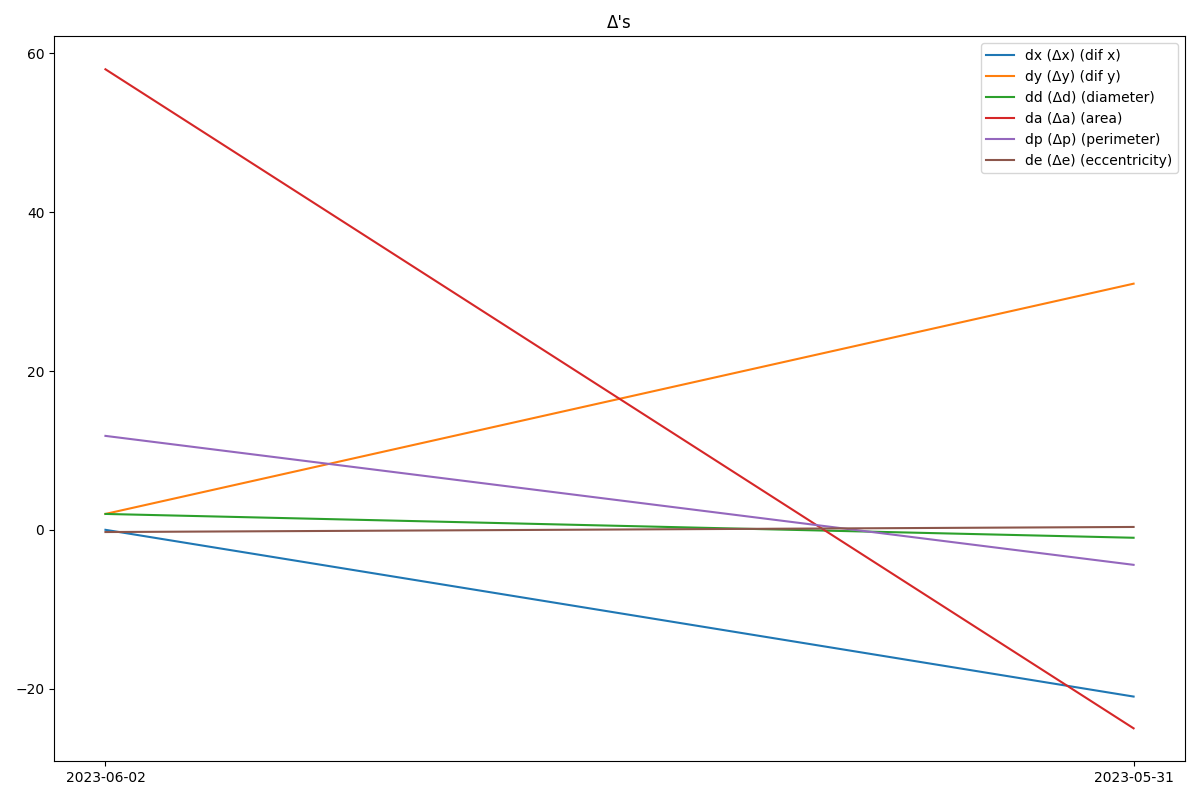 Δ's
dx (Δx) (dif x)
dy (Δy) (dif y)
dd (Δd) (diameter)
da (Δa) (area)
dp (Δp) (perimeter)
de (Δe) (eccentricity)
60
40
20
0
−20
2023-06-02
2023-05-31